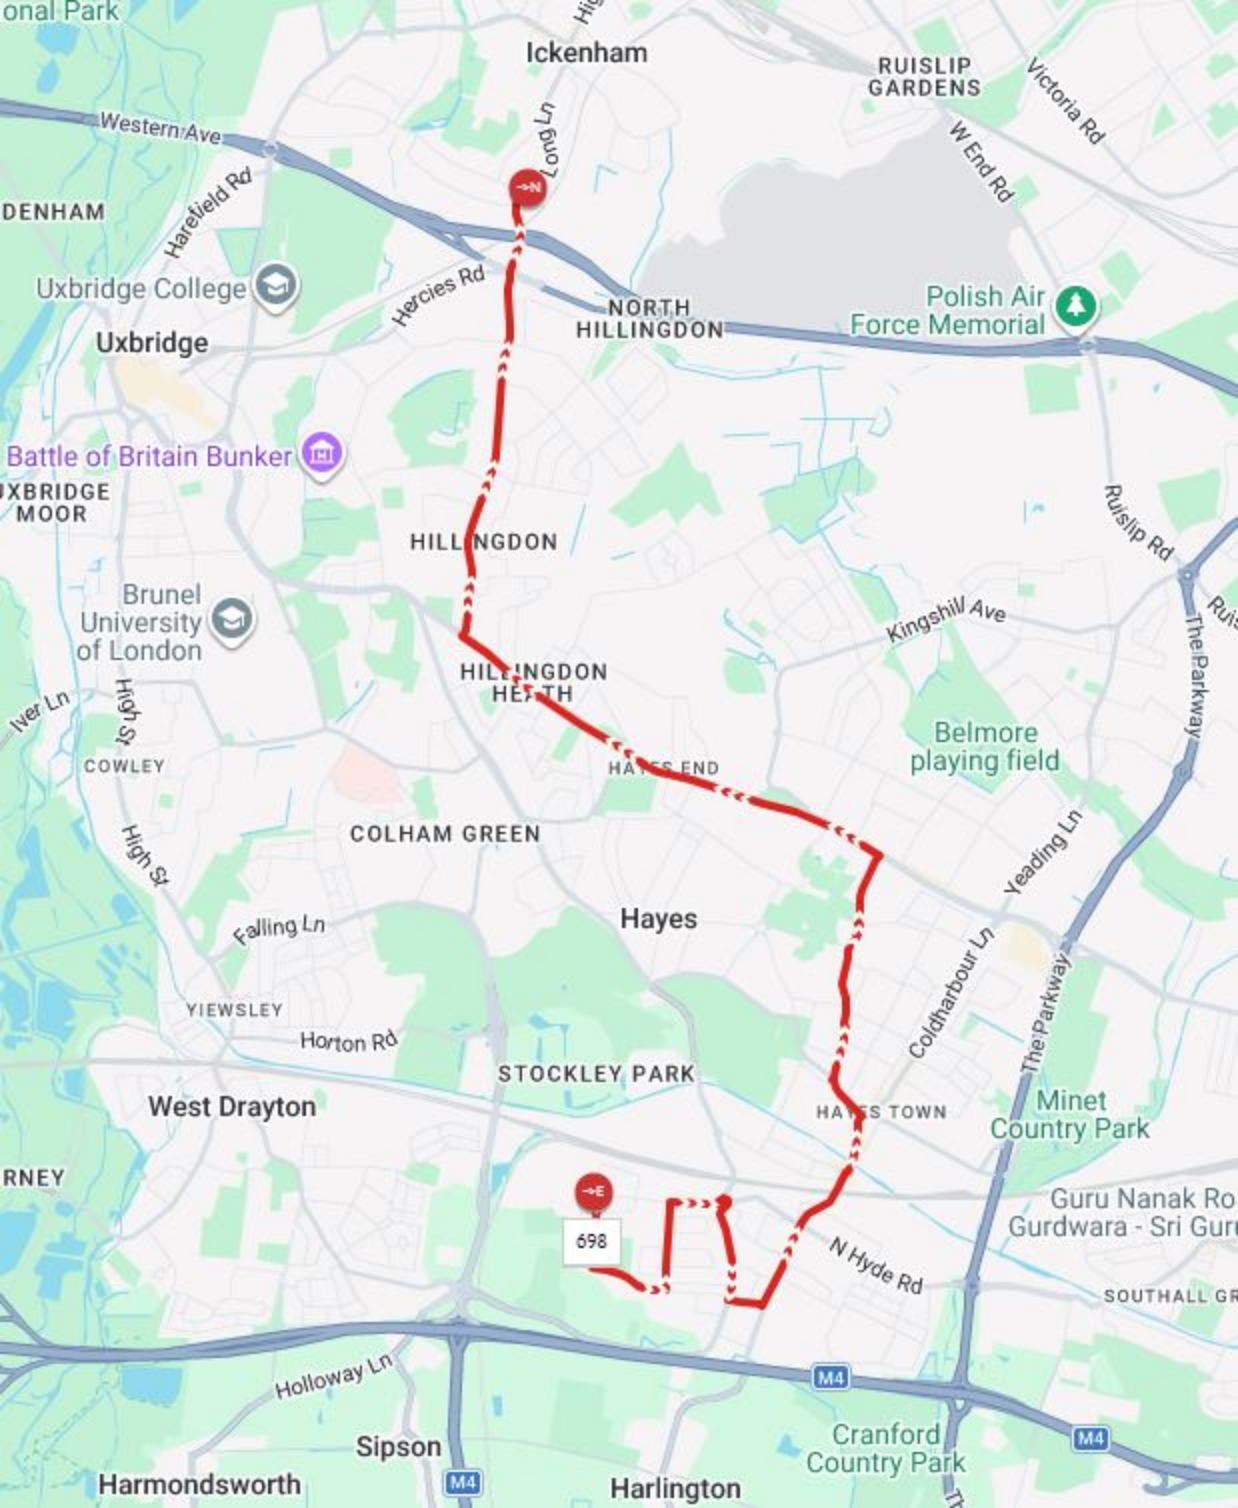 onal Park
Ickenham
RUISLIP
GARDENS
Victoria Rd
Western Ave
Long Ln
W End Rd
Harefield Rd
DENHAM
N
Uxbridge College
Hercies Rd
Polish Air
Force Memorial
NORTH
HILLINGDON
Uxbridge
Battle of Britain Bunker
UXBRIDGE
MOOR
Ruislip Rd
HILLINGDON
Brunel
University
of London
Kingshill Ave
Ruis
The Parkway
HILLINGDON
HEATH
Iver Ln
High St
Belmore
playing field
COWLEY
HAYES END
COLHAM GREEN
High St
Yeading Ln
Hayes
Falling Ln
Coldharbour Ln
The Parkway
YIEWSLEY
Horton Rd
STOCKLEY PARK
West Drayton
HAYES TOWN
Minet
Country Park
RNEY
E
698
Guru Nanak Ro
Gurdwara - Sri Guru
N Hyde Rd
SOUTHALL GR
M4
Holloway Ln
Cranford
Country Park
M4
Sipson
M4
Harmondsworth
Harlington